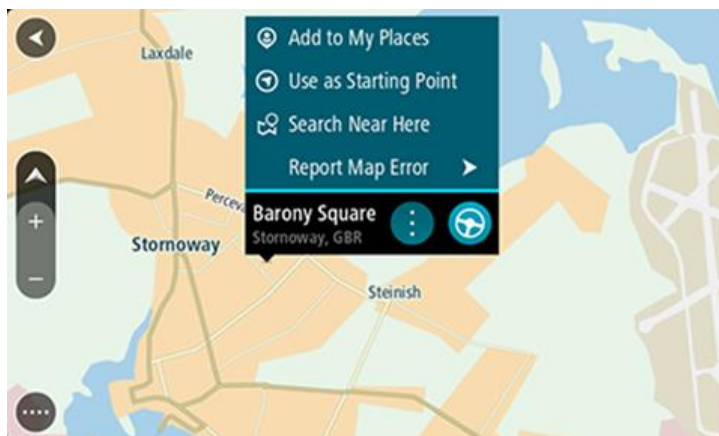 Laxdale
Add to My Places
Use as Starting Point
Search Near Here
Report Map Error
Barony Square
Stornoway, GBR
Stornoway
Steinish